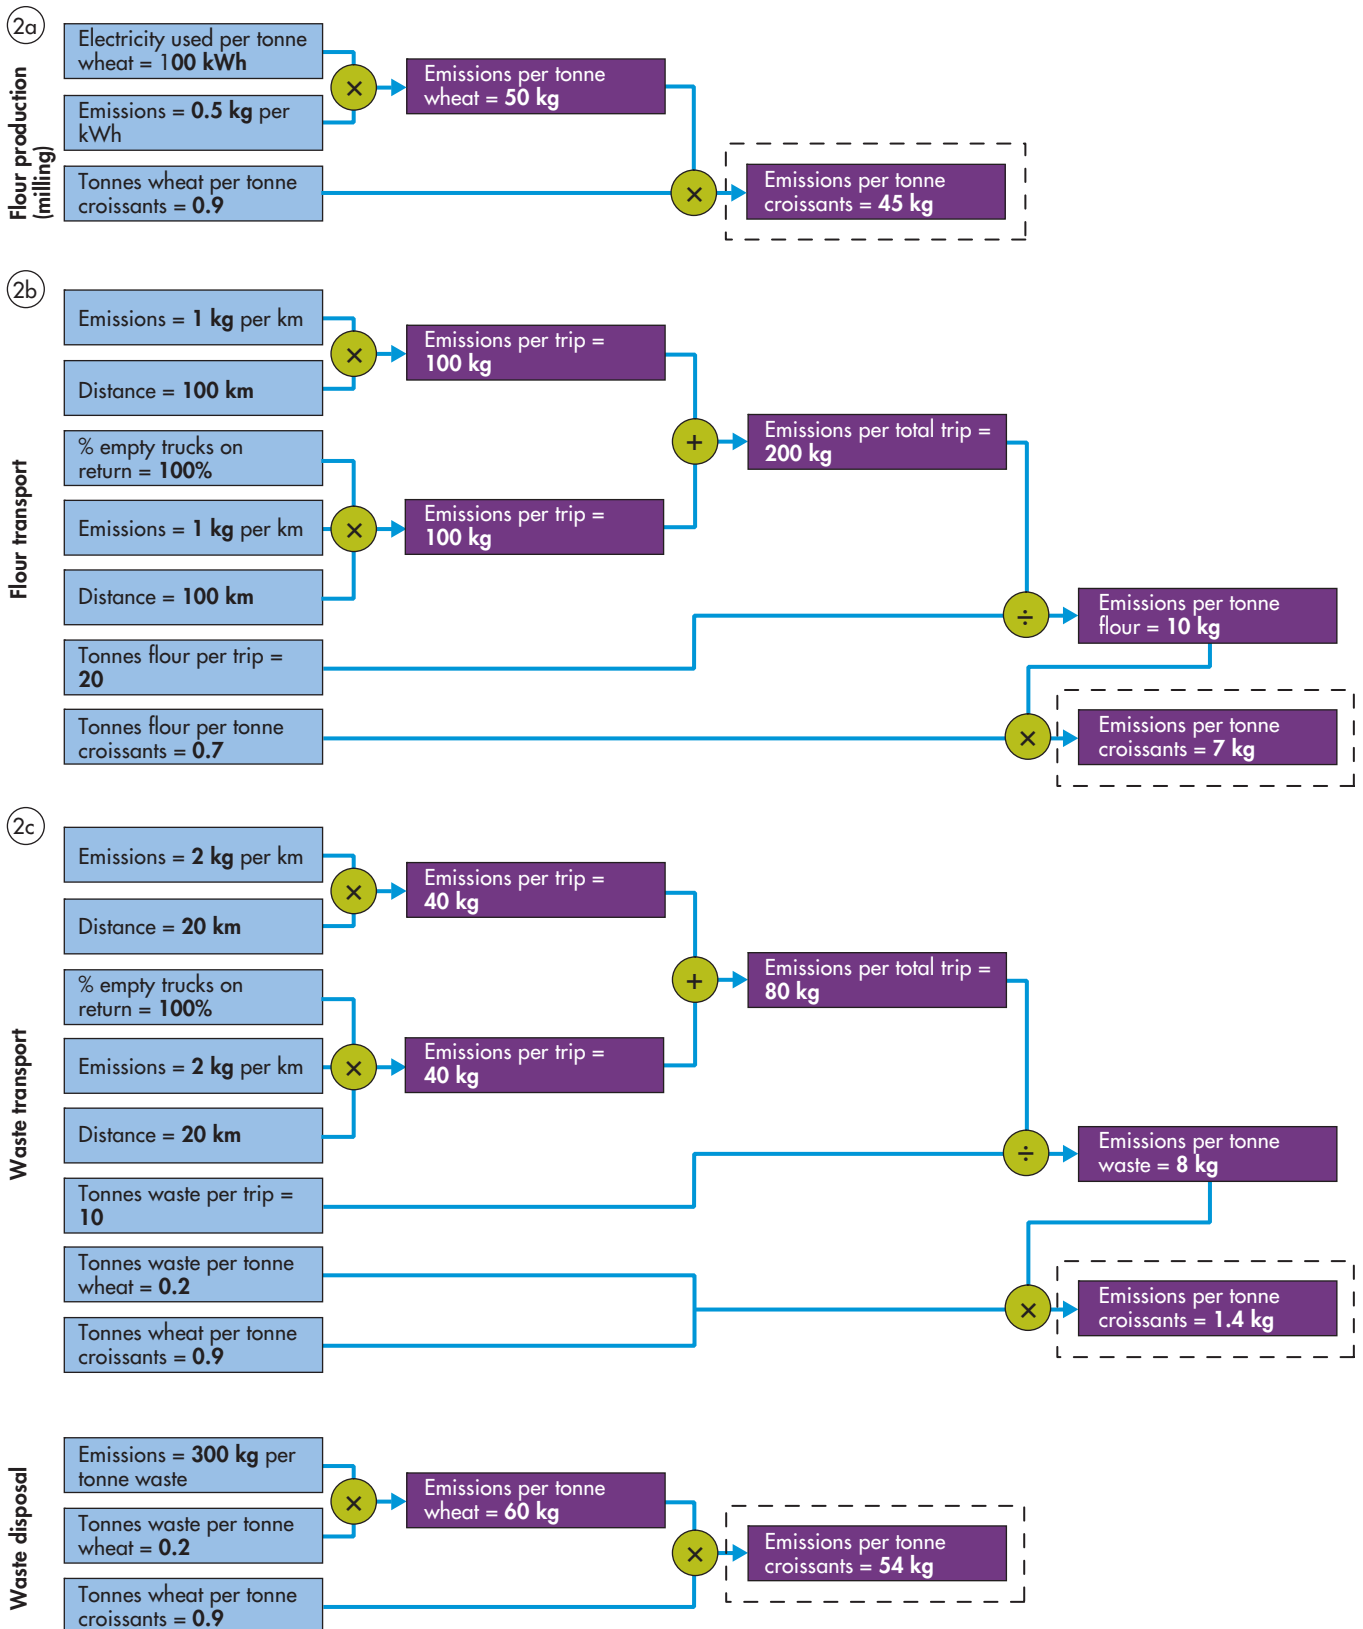 2a
Flour production
(milling)
Electricity used per tonne
wheat = 100 kWh
Emissions = 0.5 kg per
kWh
Tonnes wheat per tonne
croissants = 0.9
×
Emissions per tonne
wheat = 50 kg
×
Emissions per tonne
croissants = 45 kg
2b
Flour transport
Emissions = 1 kg per km
Distance = 100 km
×
Emissions per trip =
100 kg
% empty trucks on
return = 100%
Emissions = 1 kg per km
Distance = 100 km
×
Emissions per trip =
100 kg
+
Emissions per total trip =
200 kg
Tonnes flour per trip =
20
÷
Emissions per tonne
flour = 10 kg
Tonnes flour per tonne
croissants = 0.7
×
Emissions per tonne
croissants = 7 kg
2c
Waste transport
Emissions = 2 kg per km
Distance = 20 km
×
Emissions per trip =
40 kg
% empty trucks on
return = 100%
Emissions = 2 kg per km
Distance = 20 km
×
Emissions per trip =
40 kg
+
Emissions per total trip =
80 kg
Tonnes waste per trip =
10
÷
Emissions per tonne
waste = 8 kg
Tonnes waste per tonne
wheat = 0.2
Tonnes wheat per tonne
croissants = 0.9
×
Emissions per tonne
croissants = 1.4 kg
Waste disposal
Emissions = 300 kg per
tonne waste
Tonnes waste per tonne
wheat = 0.2
×
Emissions per tonne
wheat = 60 kg
Tonnes wheat per tonne
croissants = 0.9
×
Emissions per tonne
croissants = 54 kg